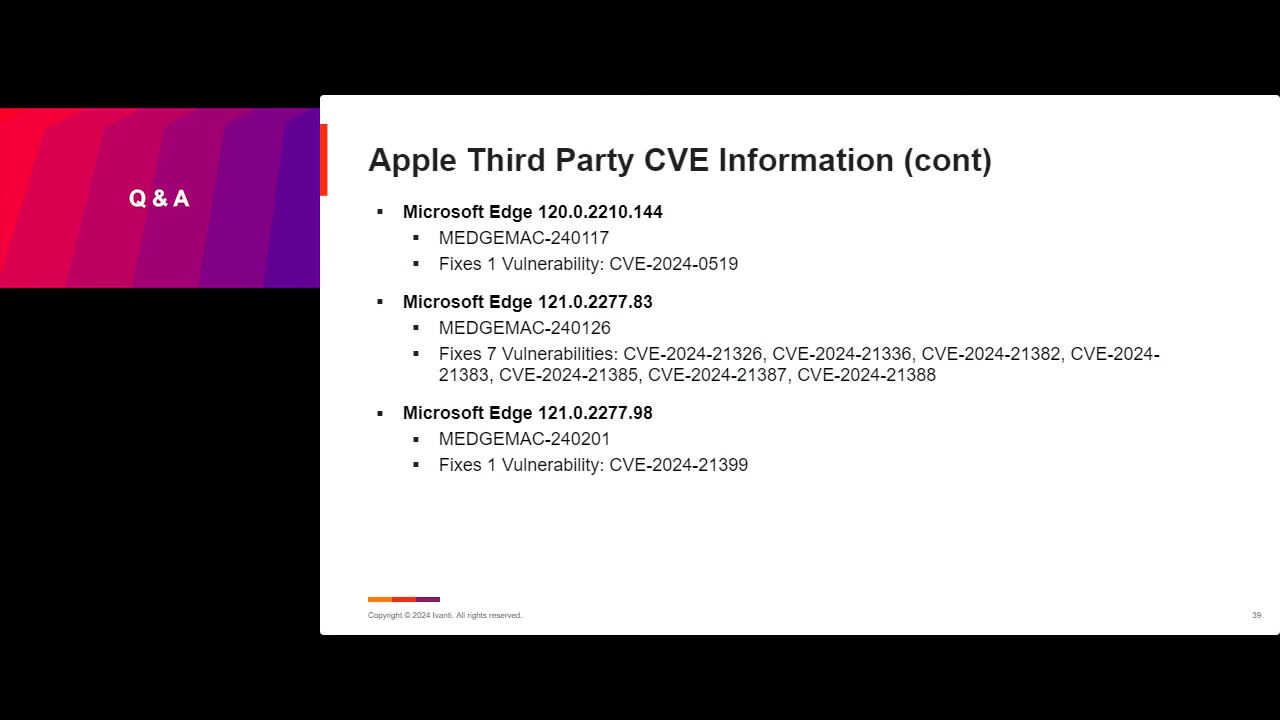 Q & A
Apple Third Party CVE Information (cont)
▪ Microsoft Edge 120.0.2210.144
▪ MEDGEMAC-240117
▪ Fixes 1 Vulnerability: CVE-2024-0519
▪ Microsoft Edge 121.0.2277.83
▪ MEDGEMAC-240126
▪ Fixes 7 Vulnerabilities: CVE-2024-21326, CVE-2024-21336, CVE-2024-21382, CVE-2024-
21383, CVE-2024-21385, CVE-2024-21387, CVE-2024-21388
▪ Microsoft Edge 121.0.2277.98
▪ MEDGEMAC-240201
▪ Fixes 1 Vulnerability: CVE-2024-21399
Copyright © 2024 Ivanti. All rights reserved.
39